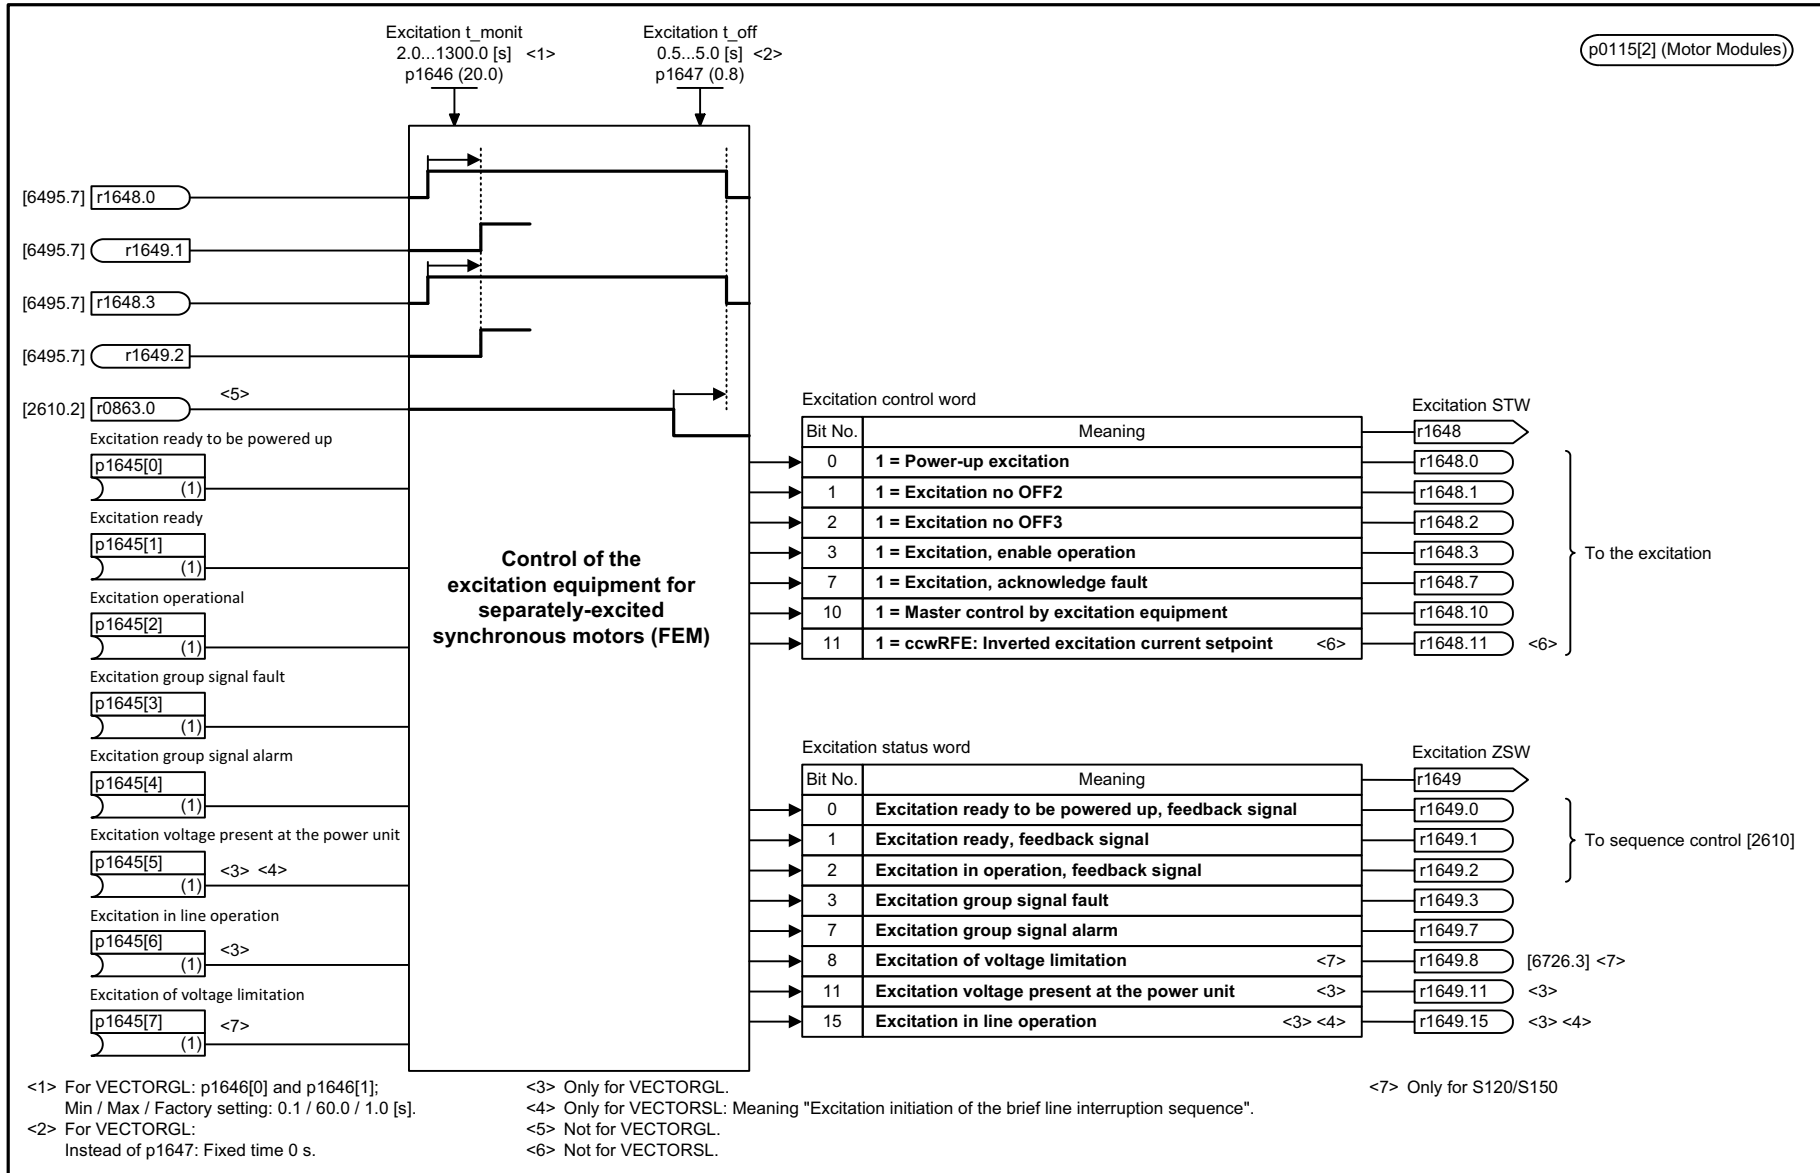 Excitation t_monit
2.0...1300.0 [s] <1>
p1646 (20.0)
Excitation t_off
0.5...5.0 [s] <2>
p1647 (0.8)
p0115[2] (Motor Modules)
[6495.7] r1648.0
[6495.7] r1649.1
[6495.7] r1648.3
[6495.7] r1649.2
[2610.2] r0863.0 <5>
Excitation ready to be powered up
p1645[0]
(1)
Excitation ready
p1645[1]
(1)
Excitation operational
p1645[2]
(1)
Excitation group signal fault
p1645[3]
(1)
Excitation group signal alarm
p1645[4]
(1)
Excitation voltage present at the power unit
p1645[5] <3> <4>
(1)
Excitation in line operation
p1645[6] <3>
(1)
Excitation of voltage limitation
p1645[7] <7>
(1)
Control of the
excitation equipment for
separately-excited
synchronous motors (FEM)
Excitation control word
Excitation STW
Bit No. Meaning r1648
0 1 = Power-up excitation r1648.0
1 1 = Excitation no OFF2 r1648.1
2 1 = Excitation no OFF3 r1648.2
3 1 = Excitation, enable operation r1648.3
7 1 = Excitation, acknowledge fault r1648.7
10 1 = Master control by excitation equipment r1648.10
11 1 = ccwRFE: Inverted excitation current setpoint <6> r1648.11 <6>
To the excitation
Excitation status word
Excitation ZSW
Bit No. Meaning r1649
0 Excitation ready to be powered up, feedback signal r1649.0
1 Excitation ready, feedback signal r1649.1
2 Excitation in operation, feedback signal r1649.2
3 Excitation group signal fault r1649.3
7 Excitation group signal alarm r1649.7
8 Excitation of voltage limitation <7> r1649.8 [6726.3] <7>
11 Excitation voltage present at the power unit <3> r1649.11 <3>
15 Excitation in line operation <3> <4> r1649.15 <3> <4>
To sequence control [2610]
<1> For VECTORGL: p1646[0] and p1646[1];
Min / Max / Factory setting: 0.1 / 60.0 / 1.0 [s].
<2> For VECTORGL:
Instead of p1647: Fixed time 0 s.
<3> Only for VECTORGL.
<4> Only for VECTORSL: Meaning "Excitation initiation of the brief line interruption sequence".
<5> Not for VECTORGL.
<6> Not for VECTORSL.
<7> Only for S120/S150